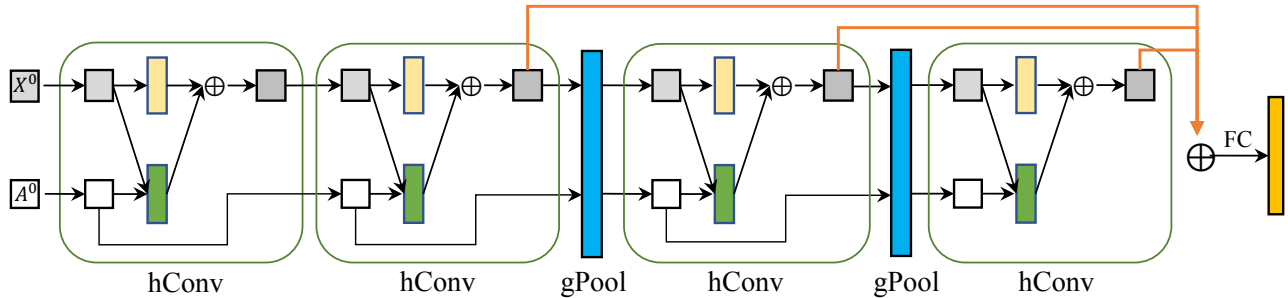 X⁰
A⁰
FC
hConv
hConv
gPool
hConv
gPool
hConv